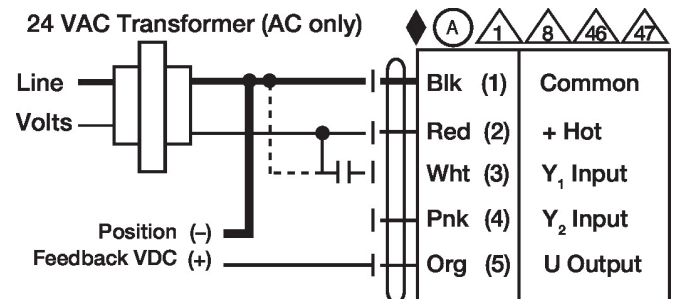 24 VAC Transformer (AC only)
A 1 8 46 47
Line
Volts
Blk (1) Common
Red (2) + Hot
Wht (3) Y₁ Input
Pnk (4) Y₂ Input
Position (–)
Feedback VDC (+)
Org (5) U Output